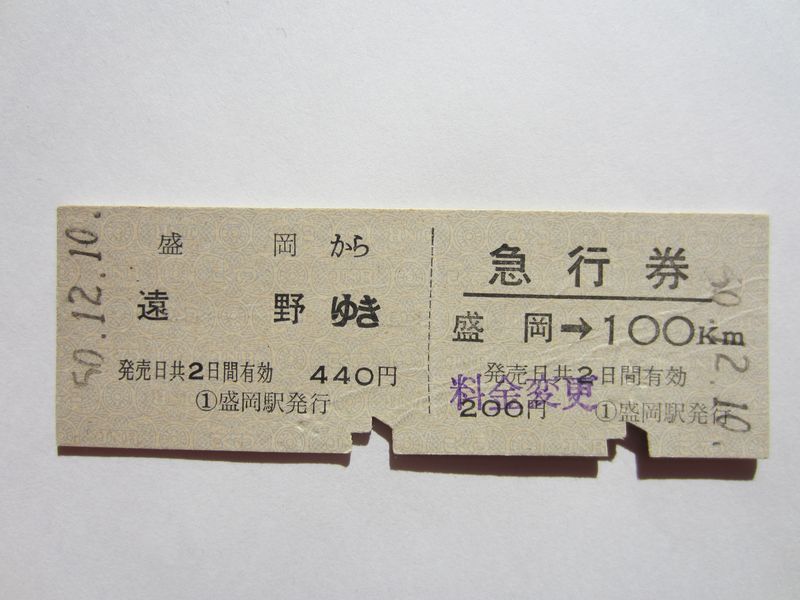 50.12.10.
盛岡から
遠野ゆき
発売日共2日間有効 440円
①盛岡駅発行
急行券
盛岡→100Km
発売日共2日間有効
料金変更
200円 ①盛岡駅発行
50.12.10.